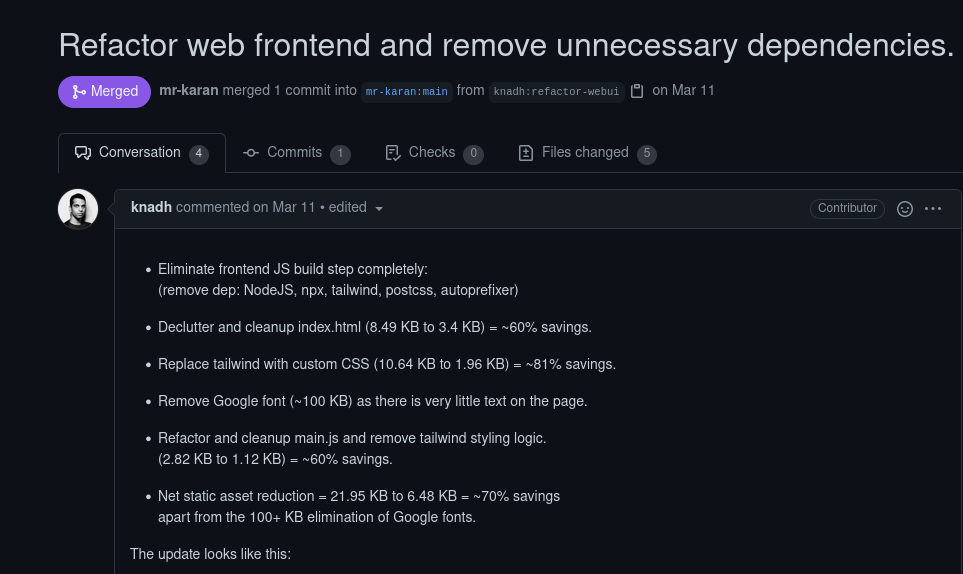 Refactor web frontend and remove unnecessary dependencies.
Merged mr-karan merged 1 commit into mr-karan:main from knadh:refactor-webui on Mar 11
Conversation 4 Commits 1 Checks 0 Files changed 5
knadh commented on Mar 11 • edited Contributor
• Eliminate frontend JS build step completely:
(remove dep: NodeJS, npx, tailwind, postcss, autoprefixer)
• Declutter and cleanup index.html (8.49 KB to 3.4 KB) = ~60% savings.
• Replace tailwind with custom CSS (10.64 KB to 1.96 KB) = ~81% savings.
• Remove Google font (~100 KB) as there is very little text on the page.
• Refactor and cleanup main.js and remove tailwind styling logic.
(2.82 KB to 1.12 KB) = ~60% savings.
• Net static asset reduction = 21.95 KB to 6.48 KB = ~70% savings
apart from the 100+ KB elimination of Google fonts.
The update looks like this: